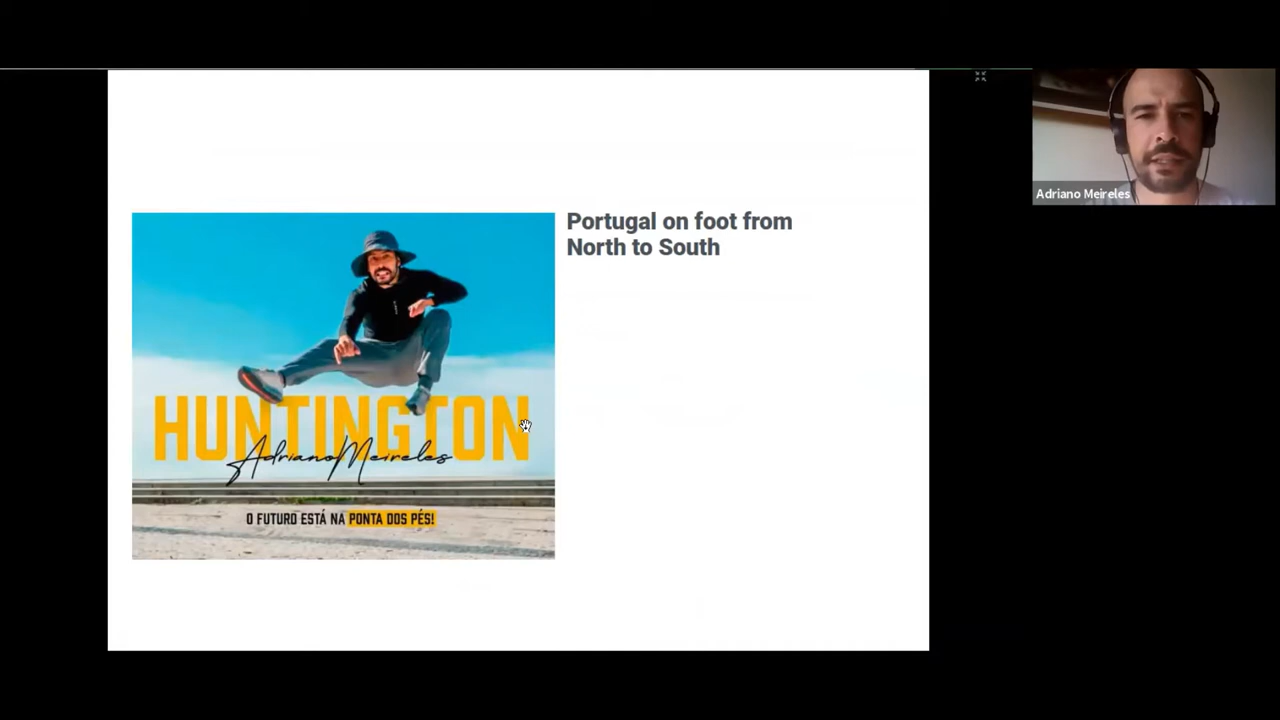 Portugal on foot from
North to South
HUNTINGTON
Adriano Meireles
O FUTURO ESTÁ NA PONTA DOS PÉS!
Adriano Meireles